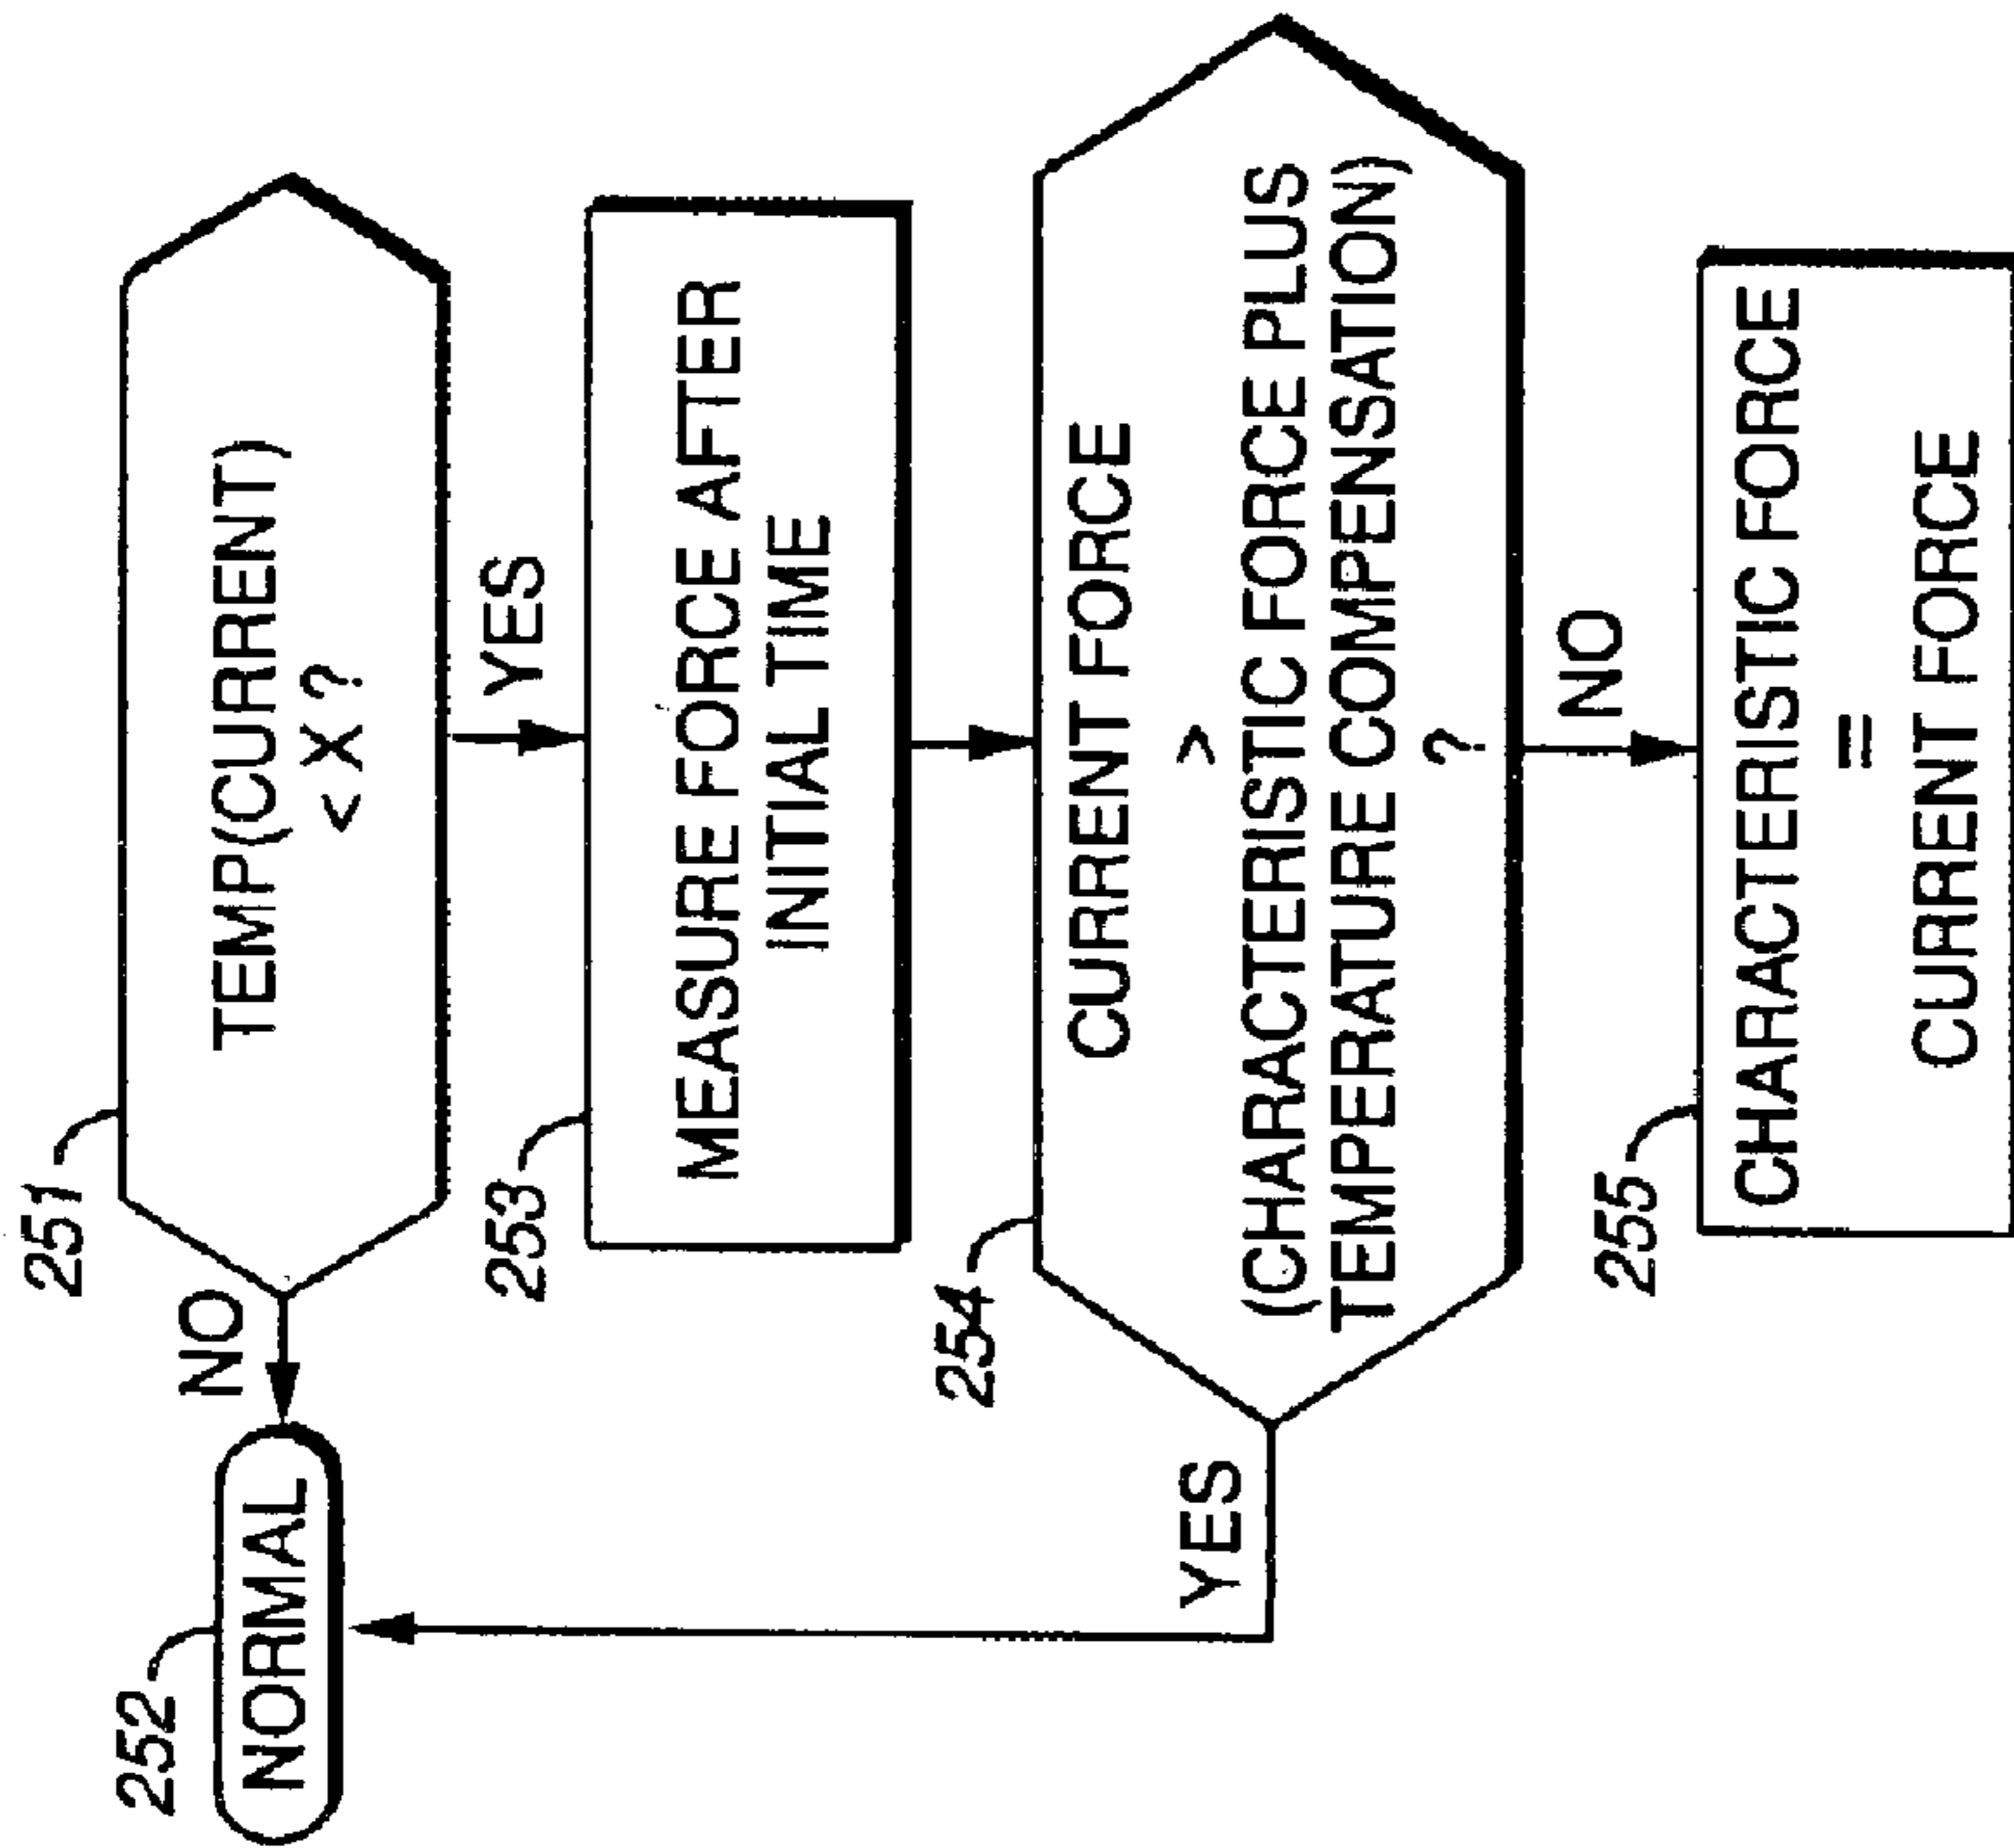 251
TEMP(CURRENT)
< X ?
NO
252
NORMAL
YES
253
MEASURE FORCE AFTER
INITIAL TIME
254
CURRENT FORCE
>
(CHARACTERISTIC FORCE PLUS
TEMPERATURE COMPENSATION)
?
YES
NO
255
CHARACTERISTIC FORCE
=
CURRENT FORCE